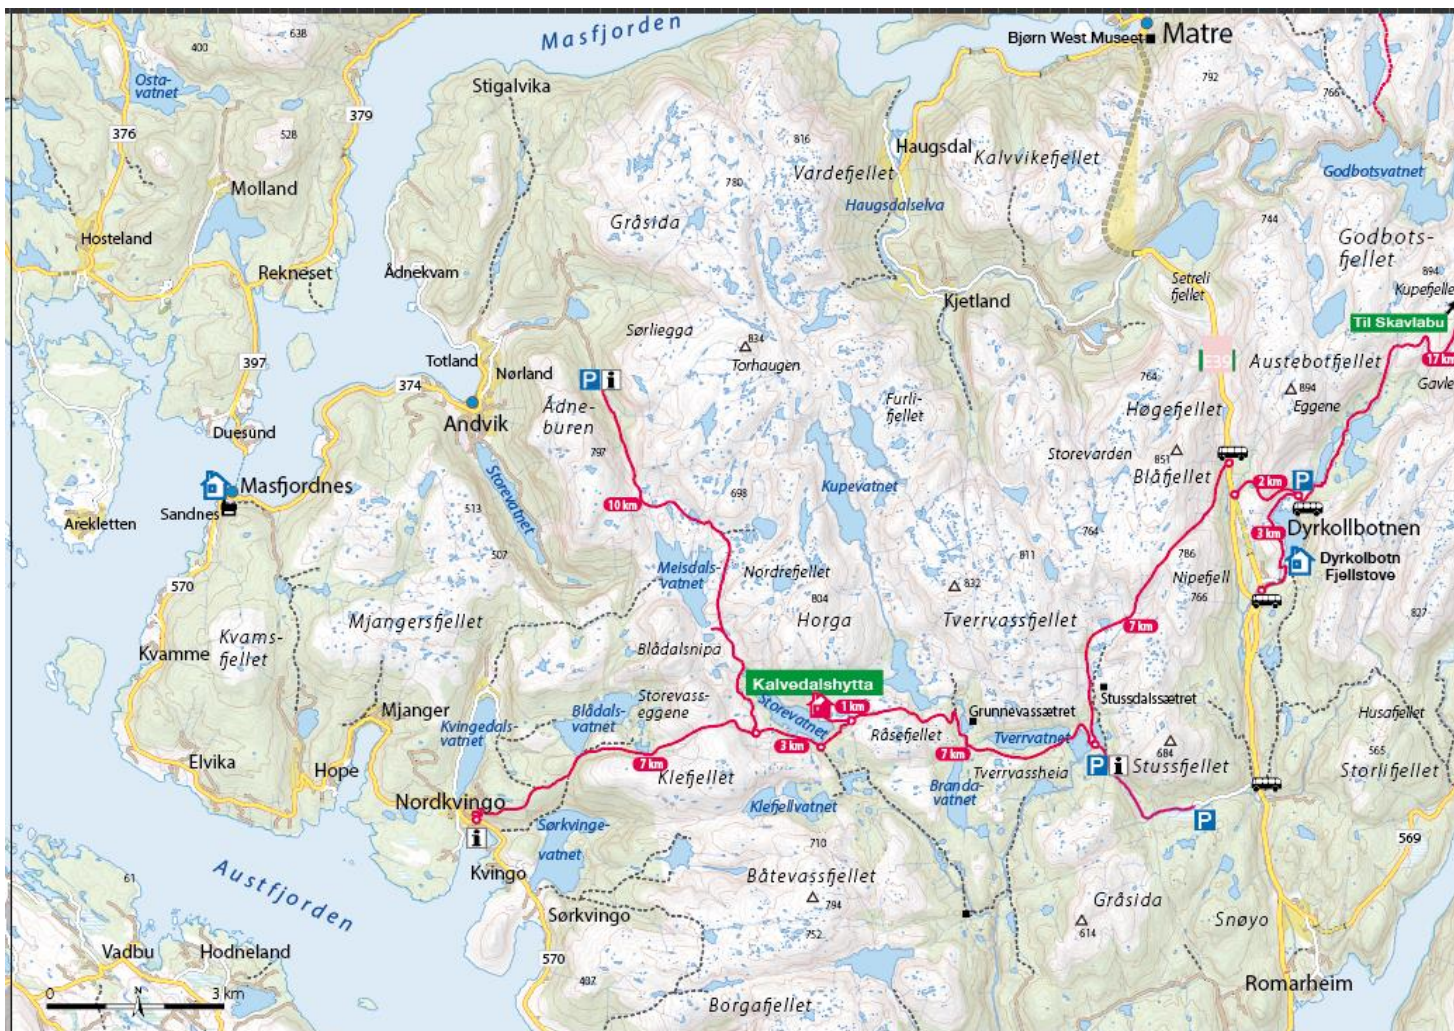 Masfjorden
638
400
Osta-
vatnet
376
379
528
Molland
Hosteland
Rekneset
397
Duesund
Masfjordnes
Sandnes
Arekletten
570
Kvams-
fjellet
Kvamme
Elvika
Stigalvika
Ådnekvam
Totland
Nørland
374
Andvik
Storevatnet
513
507
Mjangersfjellet
Mjanger
Hope
Kvingedals-
vatnet
Nordkvingo
i
Kvingo
Sørkvinge-
vatnet
Sørkvingo
570
402
Austfjorden
61
Vadbu
Hodneland
0
N
3 km
Gråsida
780
816
Sørliegga
834
Torhaugen
P
i
Ådne-
buren
797
10 km
698
Meisdals-
vatnet
Nordrefjellet
804
Horga
Blådalsnipa
Storevass-
eggene
Blådals-
vatnet
7 km
Klefjellet
Kalvedalshytta
Storevatnet
1 km
3 km
Klefjellvatnet
710
Båtevassfjellet
794
752
Borgafjellet
Bjørn West Museet
Matre
792
766
Haugsdal
Kalvvikefjellet
Vardefjellet
Haugsdalselva
Kjetland
Furli-
fjellet
Kupevatnet
Storevarden
764
811
832
Tverrvassfjellet
Råsefjellet
Grunnevassætret
7 km
Tverrvatnet
Tverrvassheia
Branda-
vatnet
Godbotsvatnet
744
Godbots-
fjellet
894
Kupefjelle
Til Skavlabu
17 km
Gavle
Setreli
fjellet
E39
Austebotfjellet
894
Eggene
764
Høgefjellet
851
Blåfjellet
2 km
P
Dyrkollbotnen
3 km
Dyrkolbotn
Fjellstove
786
Nipefjell
766
7 km
827
Stussdalssætret
684
Stussfjellet
P
i
P
Husafjellet
565
Storlifjellet
569
Gråsida
614
Snøyo
Romarheim